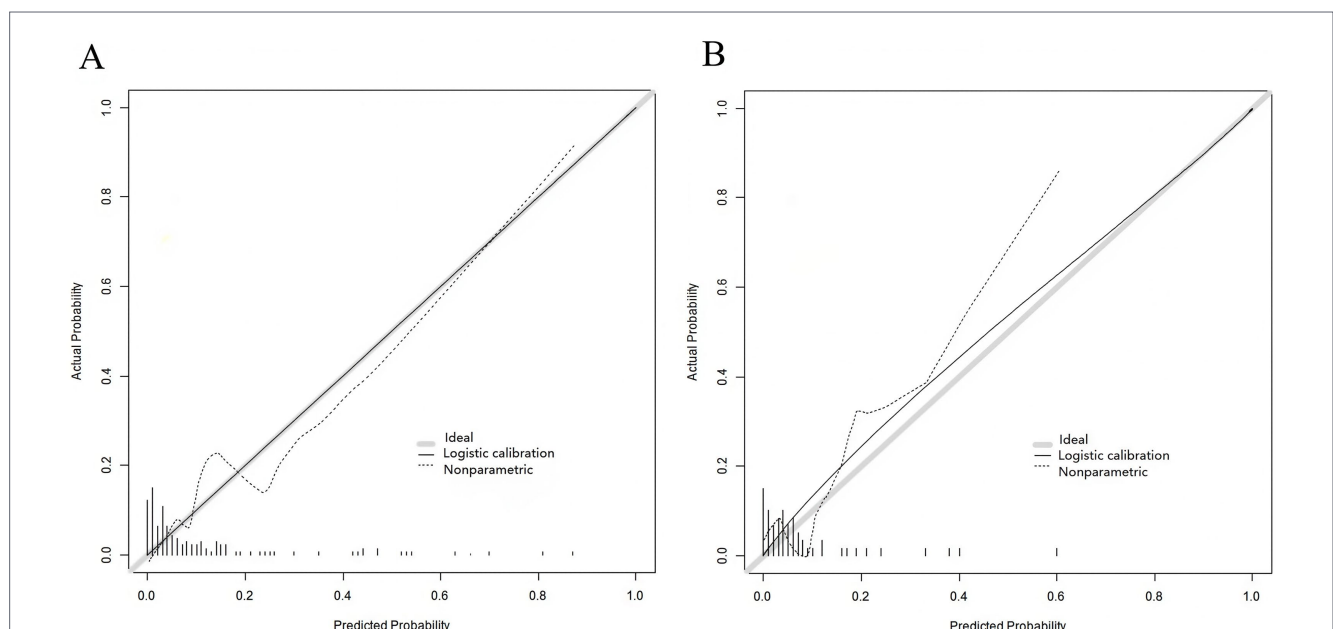 A
1.0
0.8
0.6
0.4
0.2
0.0
Actual Probability
Ideal
Logistic calibration
Nonparametric
0.0 0.2 0.4 0.6 0.8 1.0
Predicted Probability
B
1.0
0.8
0.6
0.4
0.2
0.0
Actual Probability
Ideal
Logistic calibration
Nonparametric
0.0 0.2 0.4 0.6 0.8 1.0
Predicted Probability